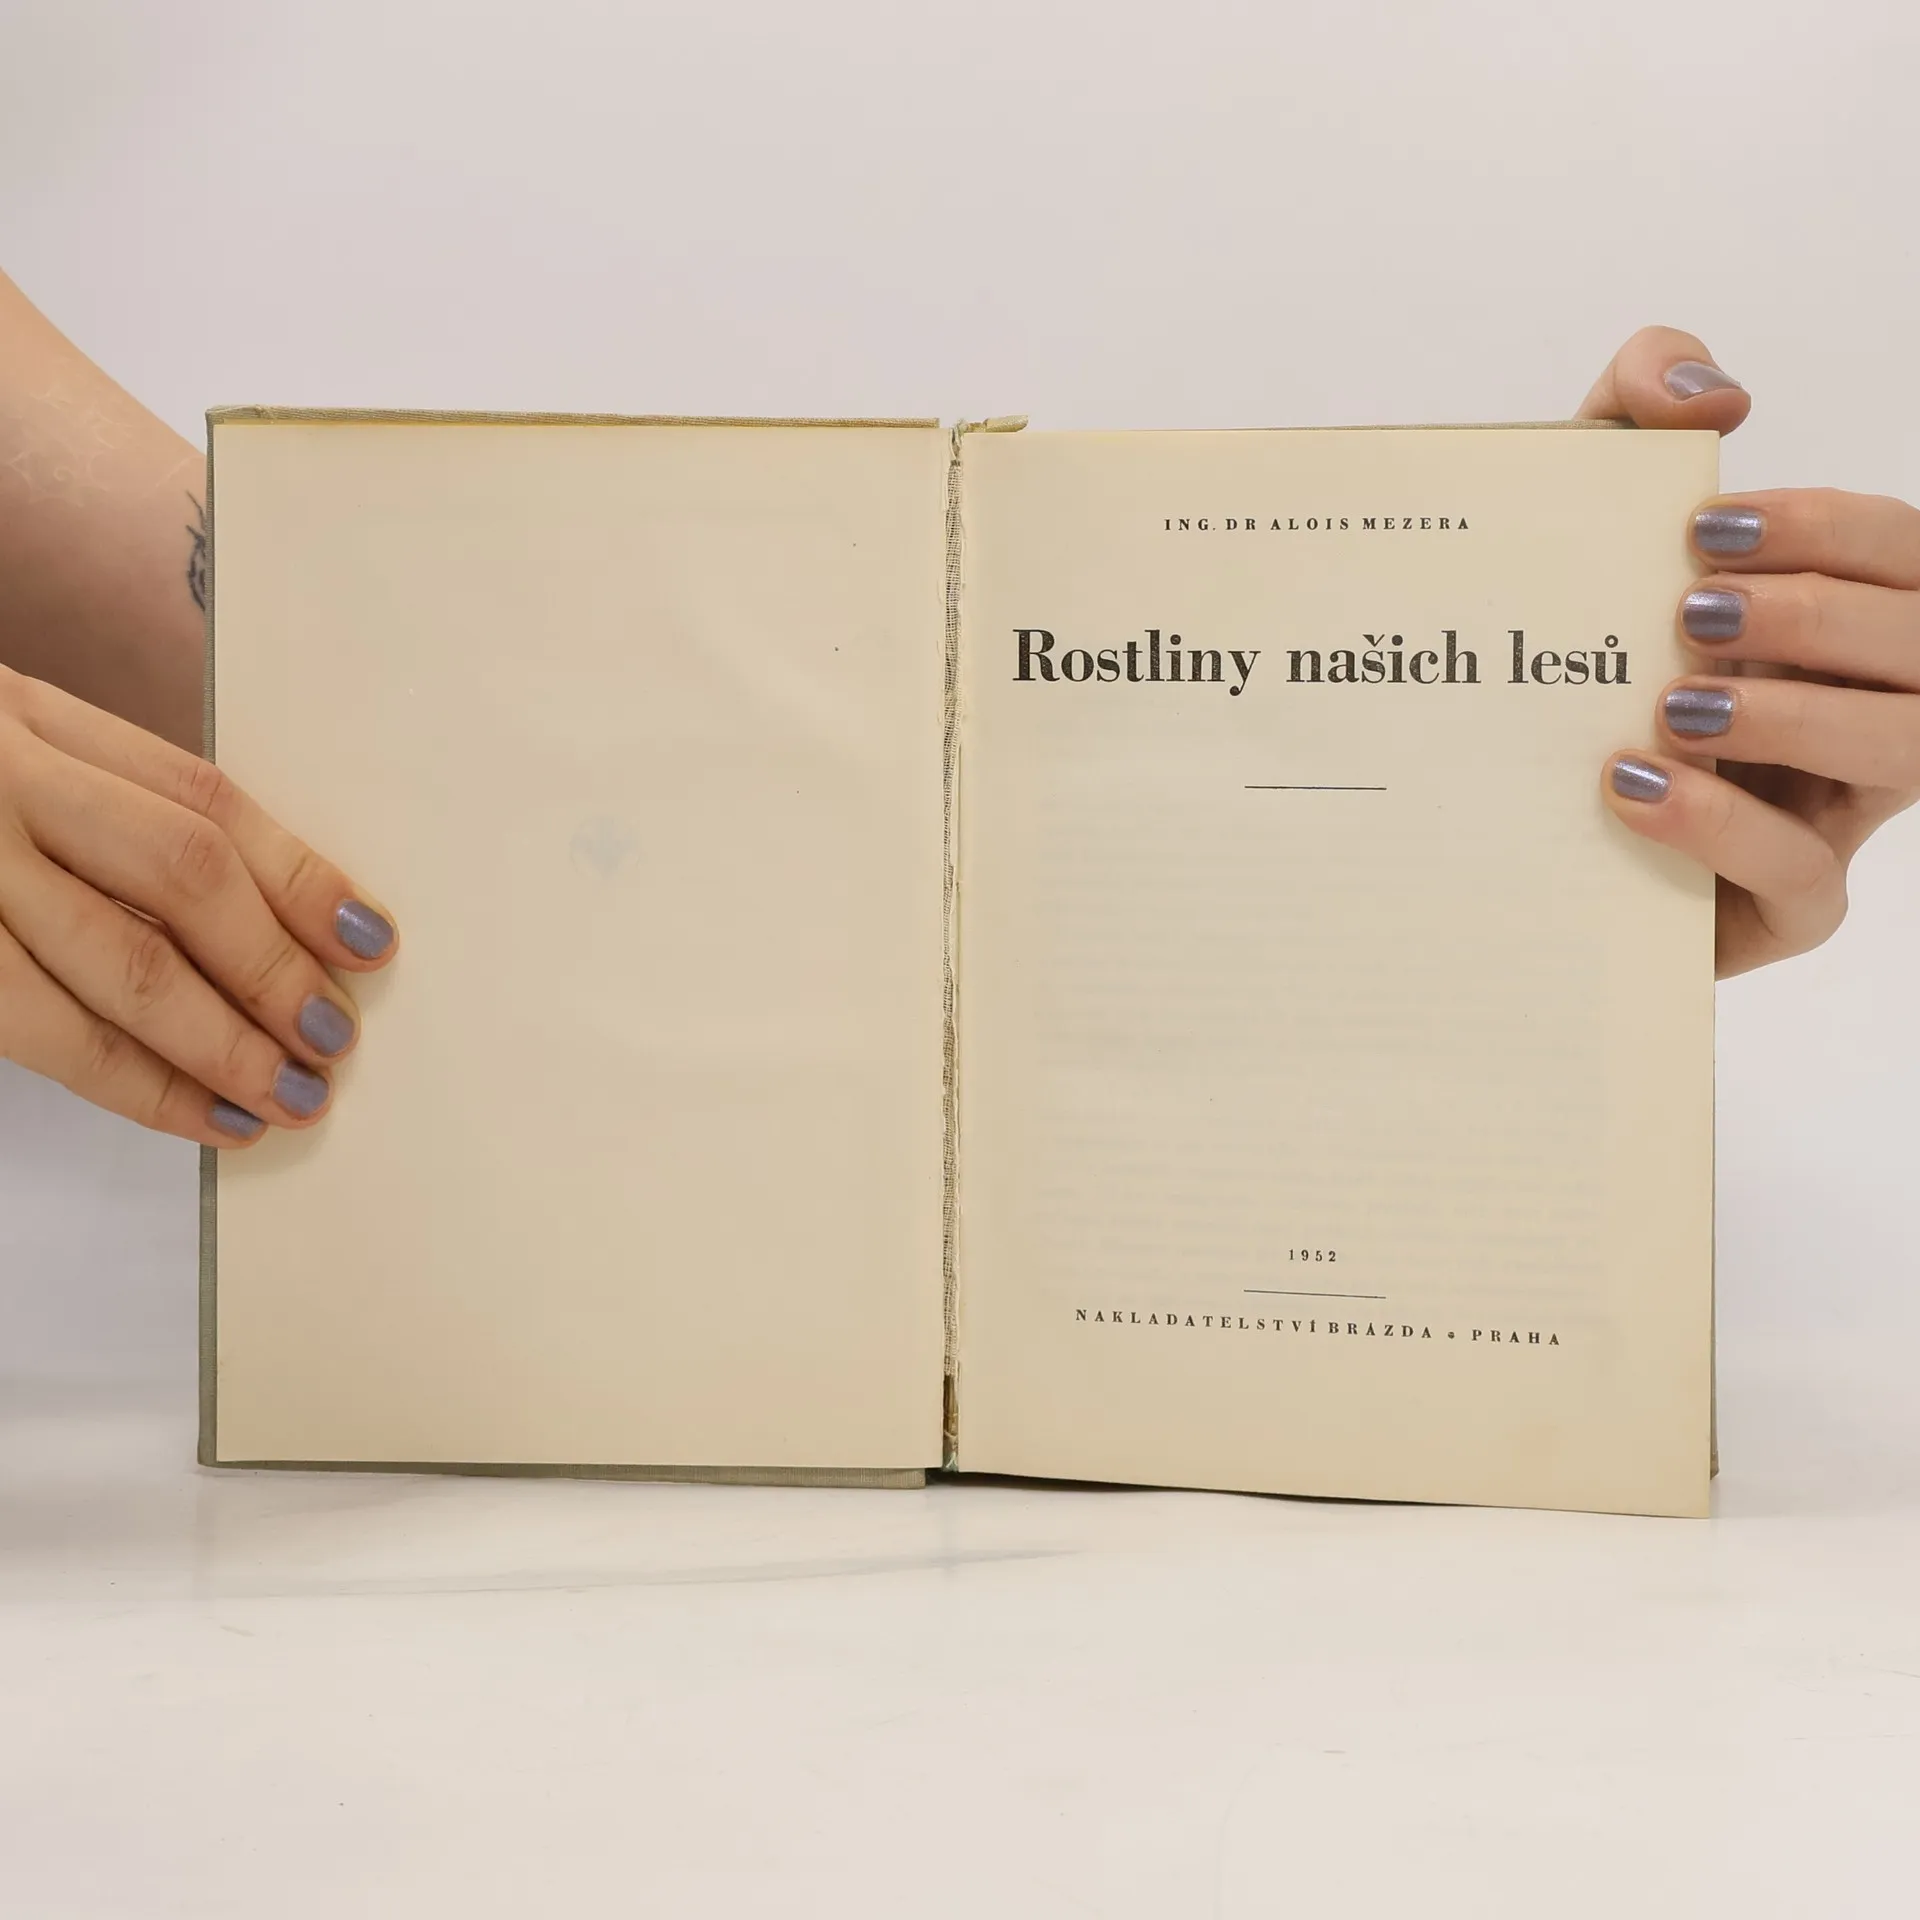 ING. DR ALOIS MEZERA
Rostliny našich lesů
1952
NAKLADATELSTVÍ BRÁZDA • PRAHA